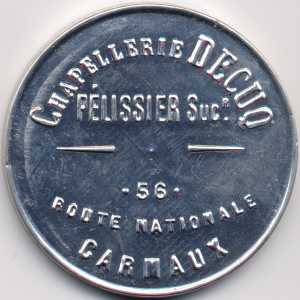 CHAPELLERIE DECUQ
PÉLISSIER SUCR.
- 56 -
ROUTE NATIONALE
CARMAUX